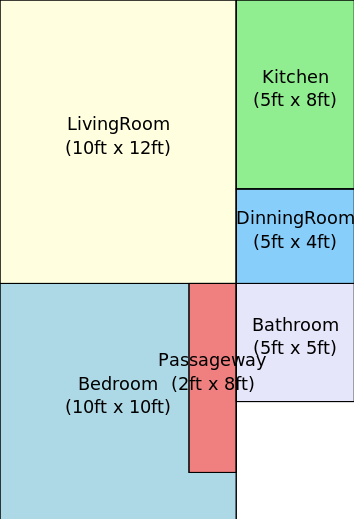 Kitchen
(5ft x 8ft)
LivingRoom
(10ft x 12ft)
DinningRoom
(5ft x 4ft)
Bathroom
(5ft x 5ft)
Passageway
(2ft x 8ft)
Bedroom
(10ft x 10ft)